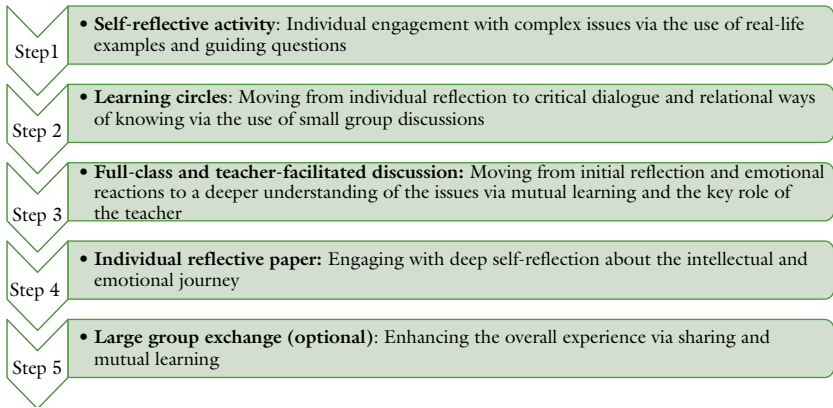 Step1
• Self-reflective activity: Individual engagement with complex issues via the use of real-life
examples and guiding questions
Step 2
• Learning circles: Moving from individual reflection to critical dialogue and relational ways
of knowing via the use of small group discussions
Step 3
• Full-class and teacher-facilitated discussion: Moving from initial reflection and emotional
reactions to a deeper understanding of the issues via mutual learning and the key role of
the teacher
Step 4
• Individual reflective paper: Engaging with deep self-reflection about the intellectual and
emotional journey
Step 5
• Large group exchange (optional): Enhancing the overall experience via sharing and
mutual learning